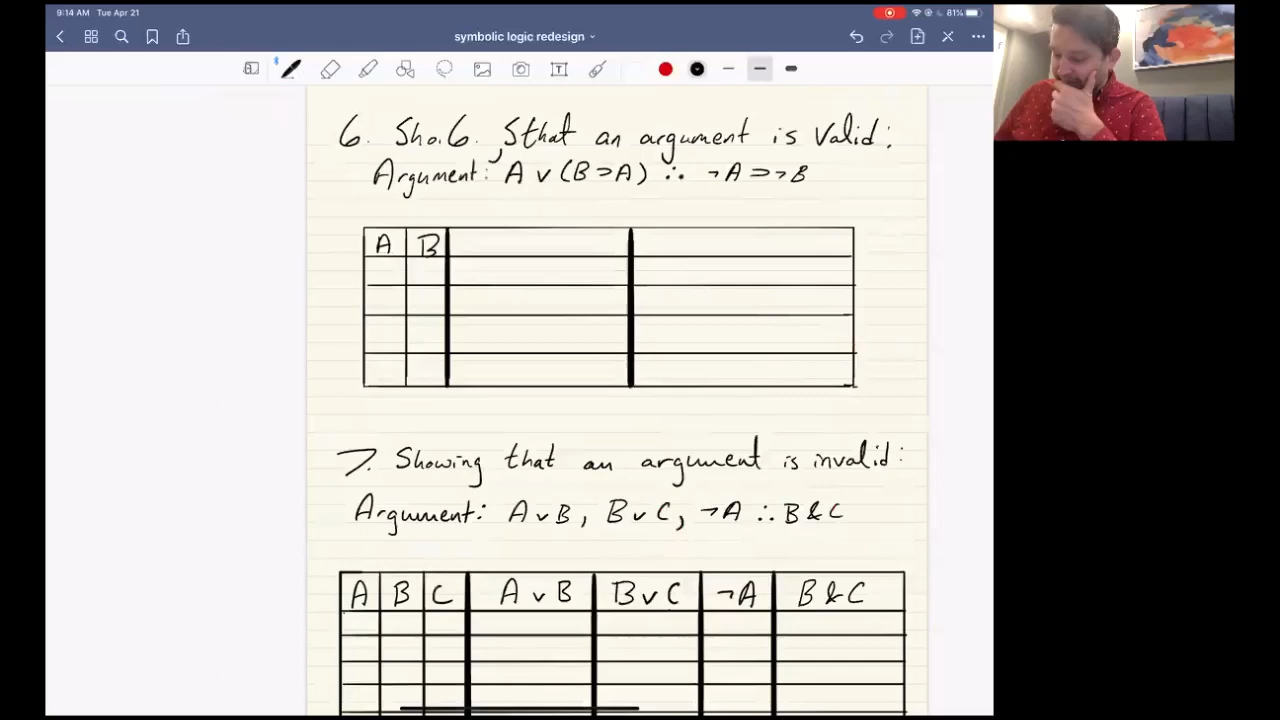 9:14 AM Tue Apr 21
81%
symbolic logic redesign
6. Sho.6. , Sthat an argument is Valid:
Argument: A ∨ (B ⊃ A) ∴ ¬A ⊃ ¬B
A B
7. Showing that an argument is invalid:
Argument: A ∨ B, B ∨ C, ¬A ∴ B & C
A B C A ∨ B B ∨ C ¬A B & C